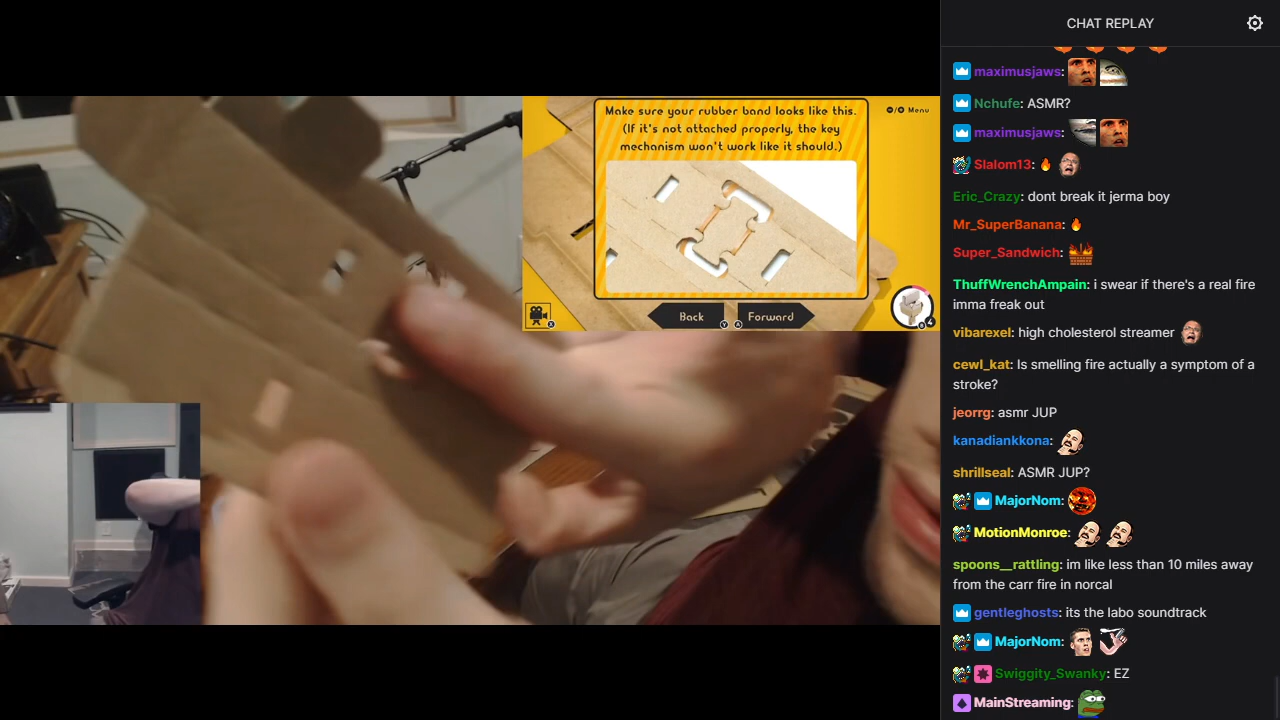 Make sure your rubber band looks like this.
(If it's not attached properly, the key
mechanism won't work like it should.)
Menu
Back
Forward
CHAT REPLAY
maximusjaws:
Nchufe: ASMR?
maximusjaws:
Slalom13:
Eric_Crazy: dont break it jerma boy
Mr_SuperBanana:
Super_Sandwich:
ThuffWrenchAmpain: i swear if there's a real fire
imma freak out
vibarexel: high cholesterol streamer
cewl_kat: Is smelling fire actually a symptom of a
stroke?
jeorrg: asmr JUP
kanadiankkona:
shrillseal: ASMR JUP?
MajorNom:
MotionMonroe:
spoons__rattling: im like less than 10 miles away
from the carr fire in norcal
gentleghosts: its the labo soundtrack
MajorNom:
Swiggity_Swanky: EZ
MainStreaming: